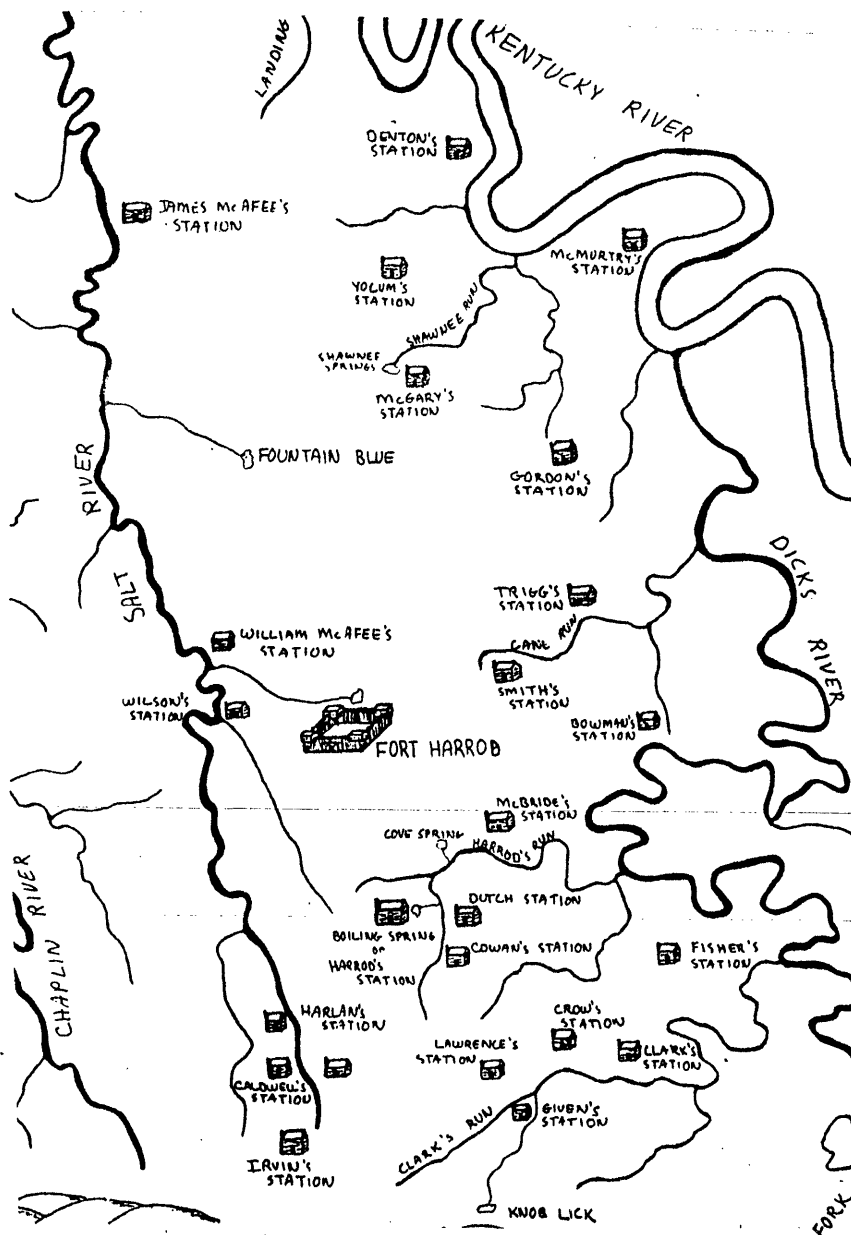 LANDING
KENTUCKY RIVER
DENTON'S
STATION
JAMES McAFEE'S
STATION
McMURTRY'S
STATION
YOCUM'S
STATION
SHAWNEE RUN
SHAWNEE
SPRINGS
McGARY'S
STATION
RIVER
FOUNTAIN BLUE
GORDON'S
STATION
DICKS
RIVER
SALT
TRIGG'S
STATION
CANE RUN
WILLIAM McAFEE'S
STATION
SMITH'S
STATION
WILSON'S
STATION
BOWMAN'S
STATION
FORT HARROD
McBRIDE'S
STATION
COVE SPRING
HARROD'S RUN
DUTCH STATION
BOILING SPRING
OR
HARROD'S
STATION
COWAN'S STATION
FISHER'S
STATION
CHAPLIN RIVER
HARLAN'S
STATION
CROW'S
STATION
LAWRENCE'S
STATION
CLARK'S
STATION
CALDWELL'S
STATION
GIVEN'S
STATION
CLARK'S RUN
IRVIN'S
STATION
KNOB LICK
FORK